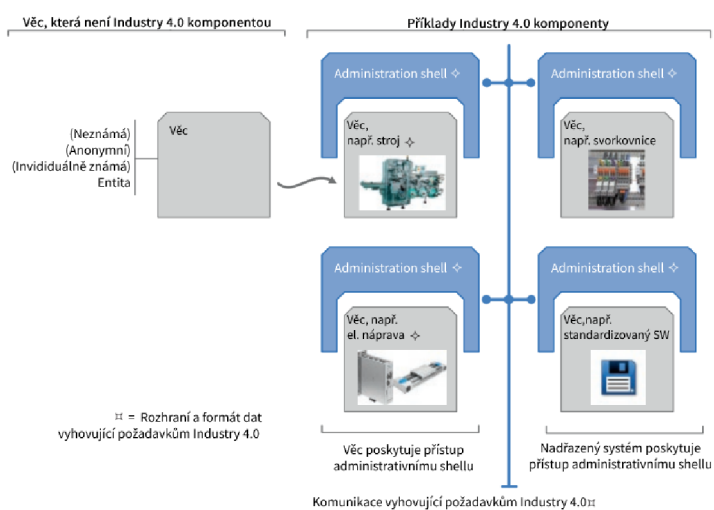 Věc, která není Industry 4.0 komponentou
Příklady Industry 4.0 komponenty
(Neznámá)
(Anonymní)
(Invididuálně známá)
Entita
Věc
Administration shell ✧
Věc,
např. stroj ✧
Administration shell ✧
Věc,
např. svorkovnice
Administration shell ✧
Věc, např.
el. náprava ✧
Administration shell ✧
Věc,např.
standardizovaný SW
¤ = Rozhraní a formát dat
vyhovující požadavkům Industry 4.0
Věc poskytuje přístup
administrativnímu shellu
Nadřazený systém poskytuje
přístup administrativnímu shellu
Komunikace vyhovující požadavkům Industry 4.0¤